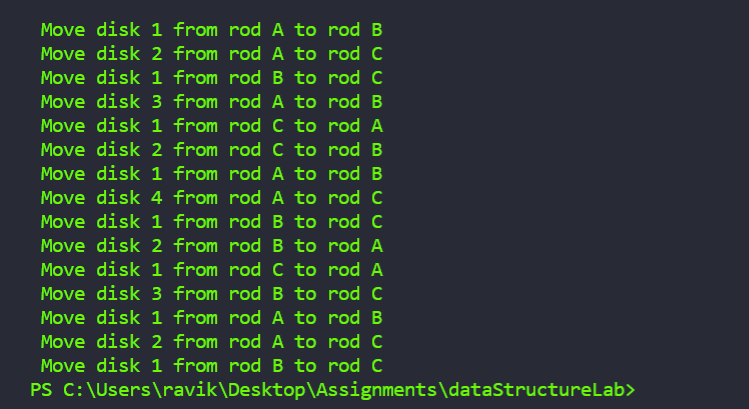 Move disk 1 from rod A to rod B
Move disk 2 from rod A to rod C
Move disk 1 from rod B to rod C
Move disk 3 from rod A to rod B
Move disk 1 from rod C to rod A
Move disk 2 from rod C to rod B
Move disk 1 from rod A to rod B
Move disk 4 from rod A to rod C
Move disk 1 from rod B to rod C
Move disk 2 from rod B to rod A
Move disk 1 from rod C to rod A
Move disk 3 from rod B to rod C
Move disk 1 from rod A to rod B
Move disk 2 from rod A to rod C
Move disk 1 from rod B to rod C
PS C:\Users\ravik\Desktop\Assignments\dataStructureLab>